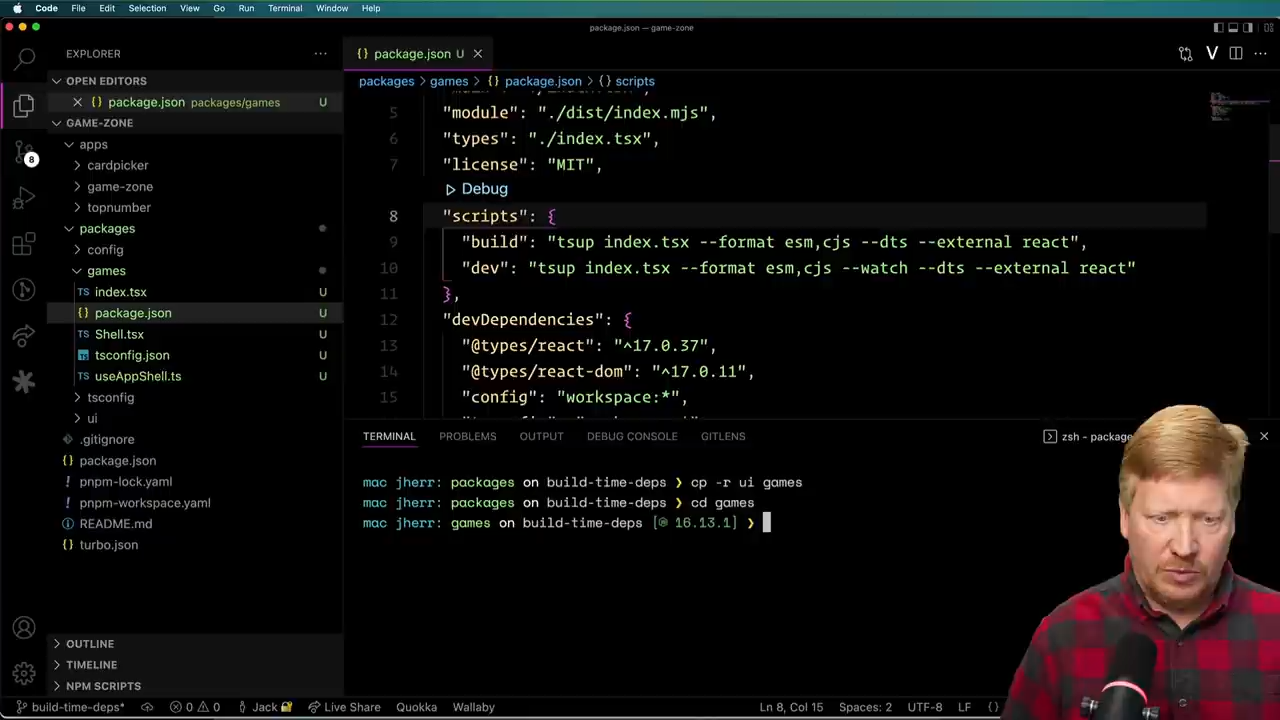 Code File Edit Selection View Go Run Terminal Window Help
package.json — game-zone
EXPLORER
package.json U
OPEN EDITORS
package.json packages/games U
GAME-ZONE
apps
cardpicker
game-zone
topnumber
packages
config
games
index.tsx U
package.json U
Shell.tsx U
tsconfig.json U
useAppShell.ts U
tsconfig
ui
.gitignore
package.json
pnpm-lock.yaml
pnpm-workspace.yaml
README.md
turbo.json
OUTLINE
TIMELINE
NPM SCRIPTS
8
packages > games > {} package.json > {} scripts
5 "module": "./dist/index.mjs",
6 "types": "./index.tsx",
7 "license": "MIT",
Debug
8 "scripts": {
9 "build": "tsup index.tsx --format esm,cjs --dts --external react",
10 "dev": "tsup index.tsx --format esm,cjs --watch --dts --external react"
11 },
12 "devDependencies": {
13 "@types/react": "^17.0.37",
14 "@types/react-dom": "^17.0.11",
15 "config": "workspace:*",
TERMINAL PROBLEMS OUTPUT DEBUG CONSOLE GITLENS
zsh - package
mac jherr: packages on build-time-deps ❯ cp -r ui games
mac jherr: packages on build-time-deps ❯ cd games
mac jherr: games on build-time-deps [ 16.13.1] ❯
build-time-deps* 0 0 Jack Live Share Quokka Wallaby Ln 8, Col 15 Spaces: 2 UTF-8 LF {}